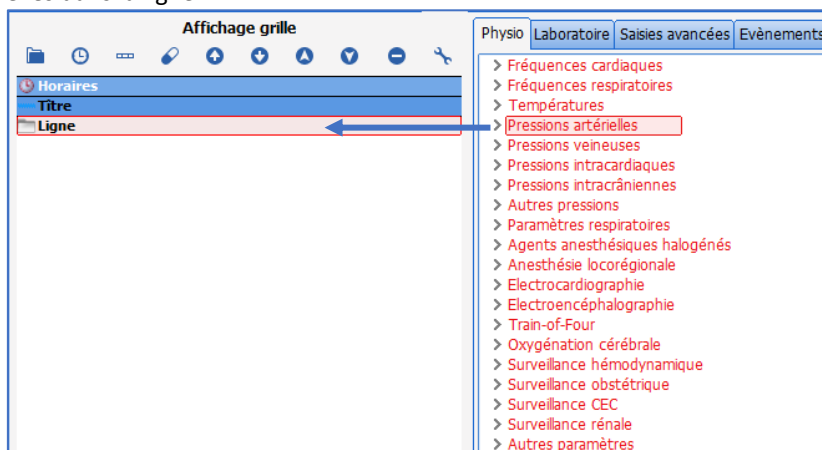 Affichage grille
Horaires
Tître
Ligne
Physio Laboratoire Saisies avancées Evènements
Fréquences cardiaques
Fréquences respiratoires
Températures
Pressions artérielles
Pressions veineuses
Pressions intracardiaques
Pressions intracrâniennes
Autres pressions
Paramètres respiratoires
Agents anesthésiques halogénés
Anesthésie locorégionale
Electrocardiographie
Electroencéphalographie
Train-of-Four
Oxygénation cérébrale
Surveillance hémodynamique
Surveillance obstétrique
Surveillance CEC
Surveillance rénale
Autres paramètres